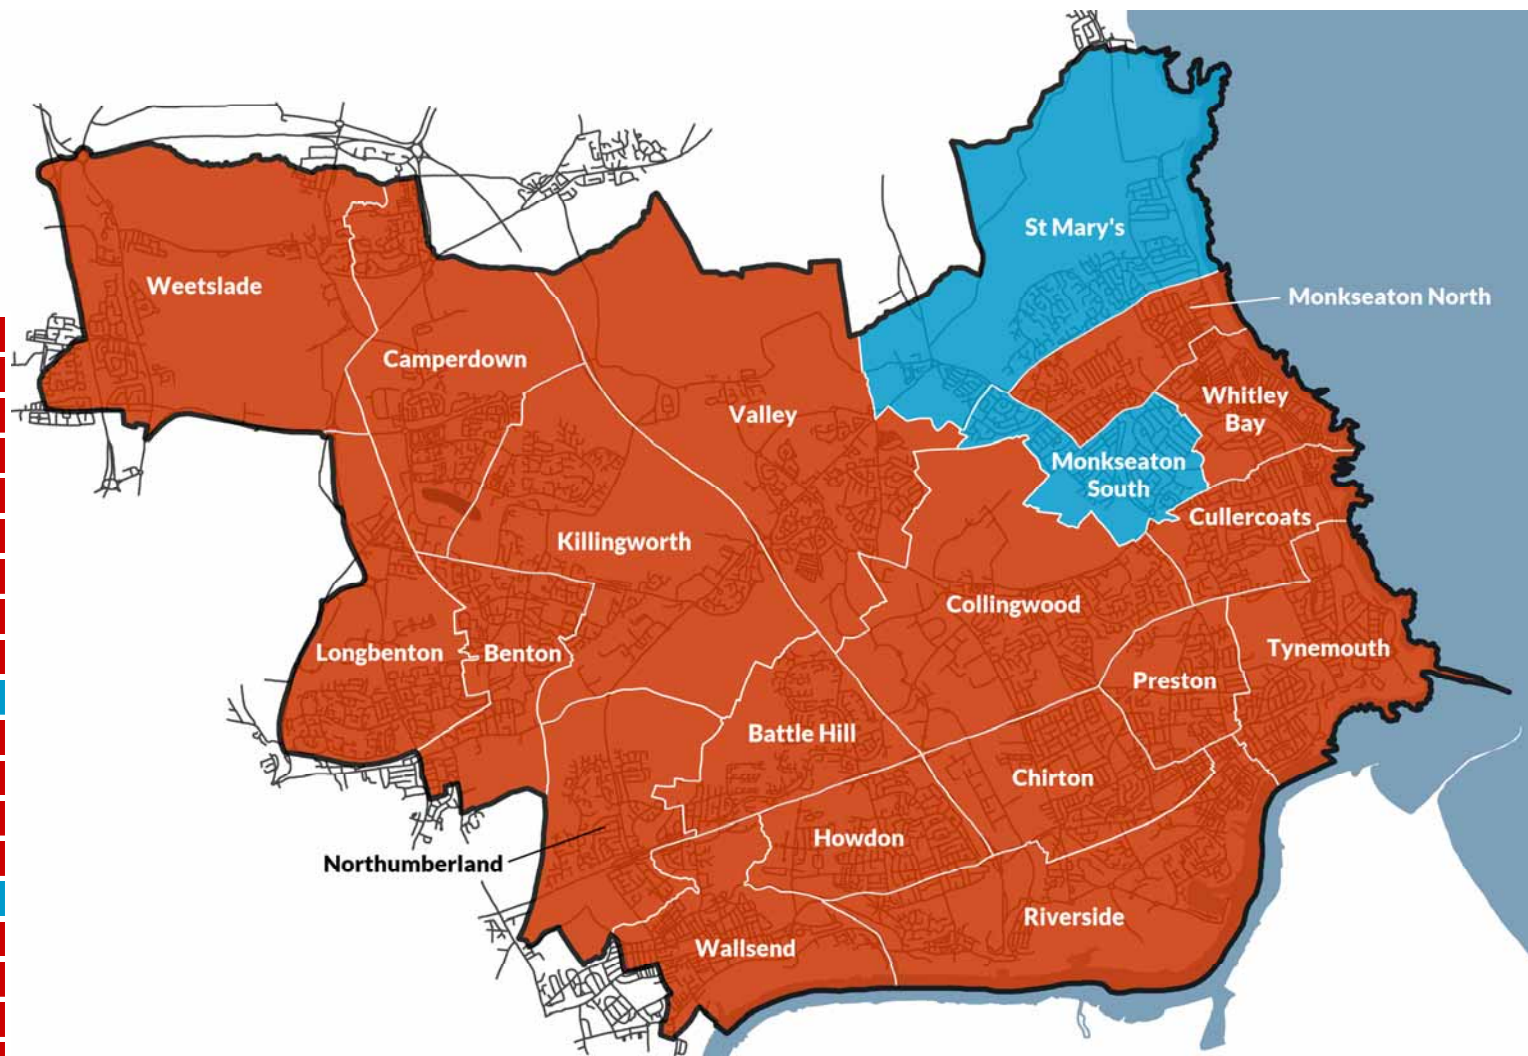 St Mary's
Weetslade
Monkseaton North
Camperdown
Whitley
Bay
Valley
Monkseaton
South
Cullercoats
Killingworth
Collingwood
Longbenton
Benton
Tynemouth
Preston
Battle Hill
Chirton
Howdon
Northumberland
Riverside
Wallsend